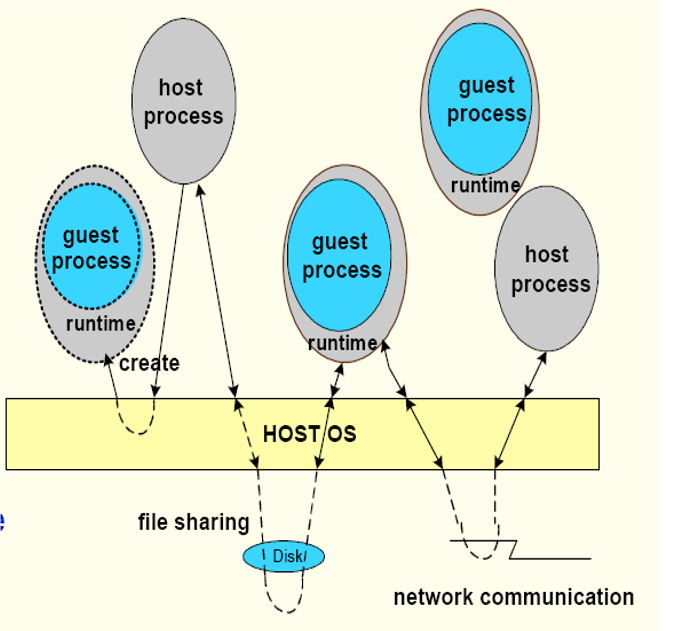 host
process
guest
process
runtime
guest
process
runtime
guest
process
runtime
host
process
create
HOST OS
file sharing
Disk
network communication
e